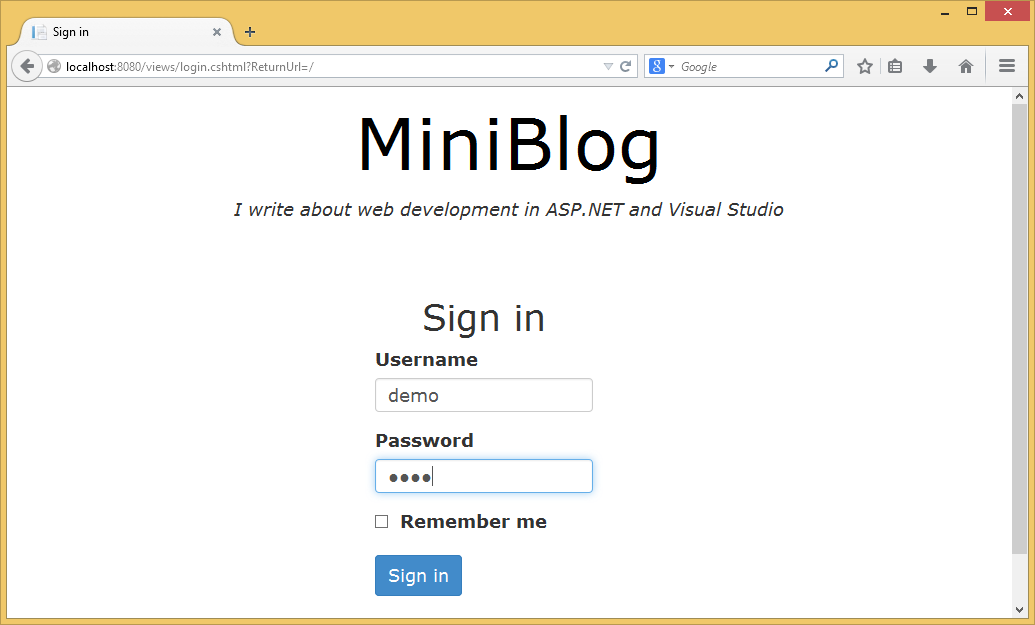 Sign in
localhost:8080/views/login.cshtml?ReturnUrl=/
8 Google
MiniBlog
I write about web development in ASP.NET and Visual Studio
Sign in
Username
demo
Password
••••
Remember me
Sign in